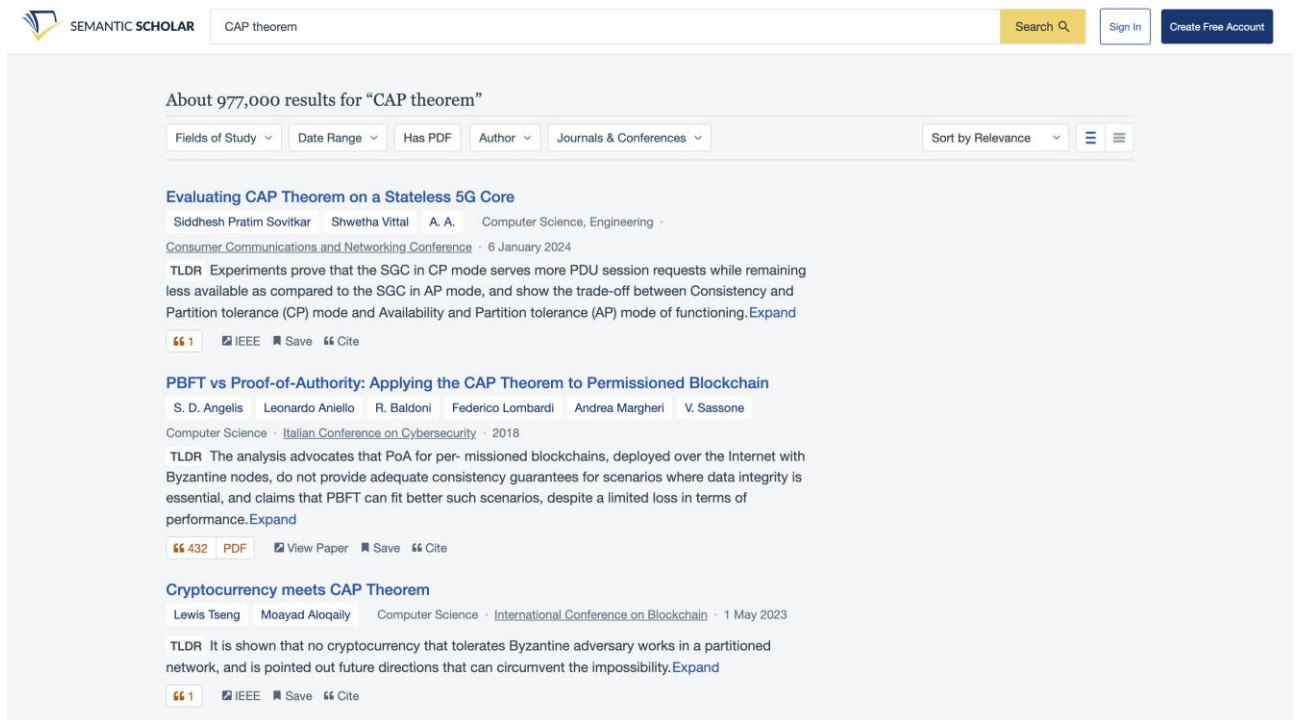 SEMANTIC SCHOLAR CAP theorem Search Sign In Create Free Account
About 977,000 results for “CAP theorem”
Fields of Study Date Range Has PDF Author Journals & Conferences Sort by Relevance
Evaluating CAP Theorem on a Stateless 5G Core
Siddhesh Pratim Sovitkar Shwetha Vittal A. A. Computer Science, Engineering ·
Consumer Communications and Networking Conference · 6 January 2024
TLDR Experiments prove that the SGC in CP mode serves more PDU session requests while remaining
less available as compared to the SGC in AP mode, and show the trade-off between Consistency and
Partition tolerance (CP) mode and Availability and Partition tolerance (AP) mode of functioning. Expand
1 IEEE Save Cite
PBFT vs Proof-of-Authority: Applying the CAP Theorem to Permissioned Blockchain
S. D. Angelis Leonardo Aniello R. Baldoni Federico Lombardi Andrea Margheri V. Sassone
Computer Science · Italian Conference on Cybersecurity · 2018
TLDR The analysis advocates that PoA for per- missioned blockchains, deployed over the Internet with
Byzantine nodes, do not provide adequate consistency guarantees for scenarios where data integrity is
essential, and claims that PBFT can fit better such scenarios, despite a limited loss in terms of
performance. Expand
432 PDF View Paper Save Cite
Cryptocurrency meets CAP Theorem
Lewis Tseng Moayad Aloqaily Computer Science · International Conference on Blockchain · 1 May 2023
TLDR It is shown that no cryptocurrency that tolerates Byzantine adversary works in a partitioned
network, and is pointed out future directions that can circumvent the impossibility. Expand
1 IEEE Save Cite